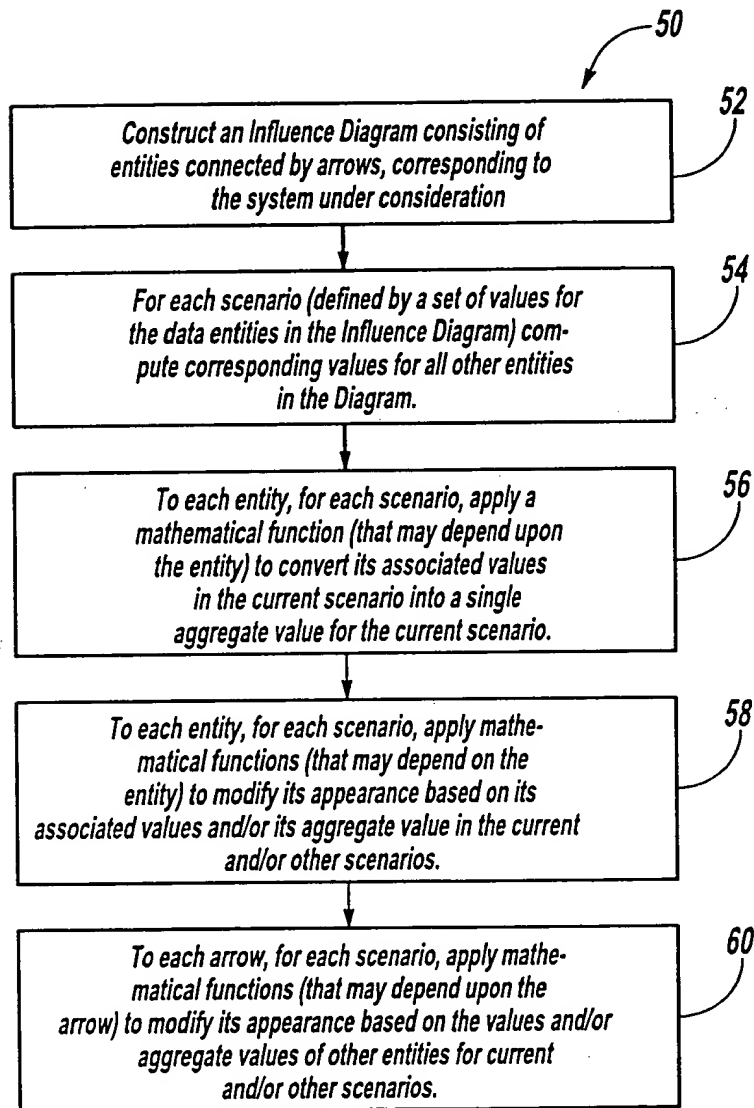 50
52
Construct an Influence Diagram consisting of
entities connected by arrows, corresponding to
the system under consideration
54
For each scenario (defined by a set of values for
the data entities in the Influence Diagram) com-
pute corresponding values for all other entities
in the Diagram.
56
To each entity, for each scenario, apply a
mathematical function (that may depend upon
the entity) to convert its associated values
in the current scenario into a single
aggregate value for the current scenario.
58
To each entity, for each scenario, apply mathe-
matical functions (that may depend on the
entity) to modify its appearance based on its
associated values and/or its aggregate value in the current
and/or other scenarios.
60
To each arrow, for each scenario, apply mathe-
matical functions (that may depend upon the
arrow) to modify its appearance based on the values and/or
aggregate values of other entities for current
and/or other scenarios.